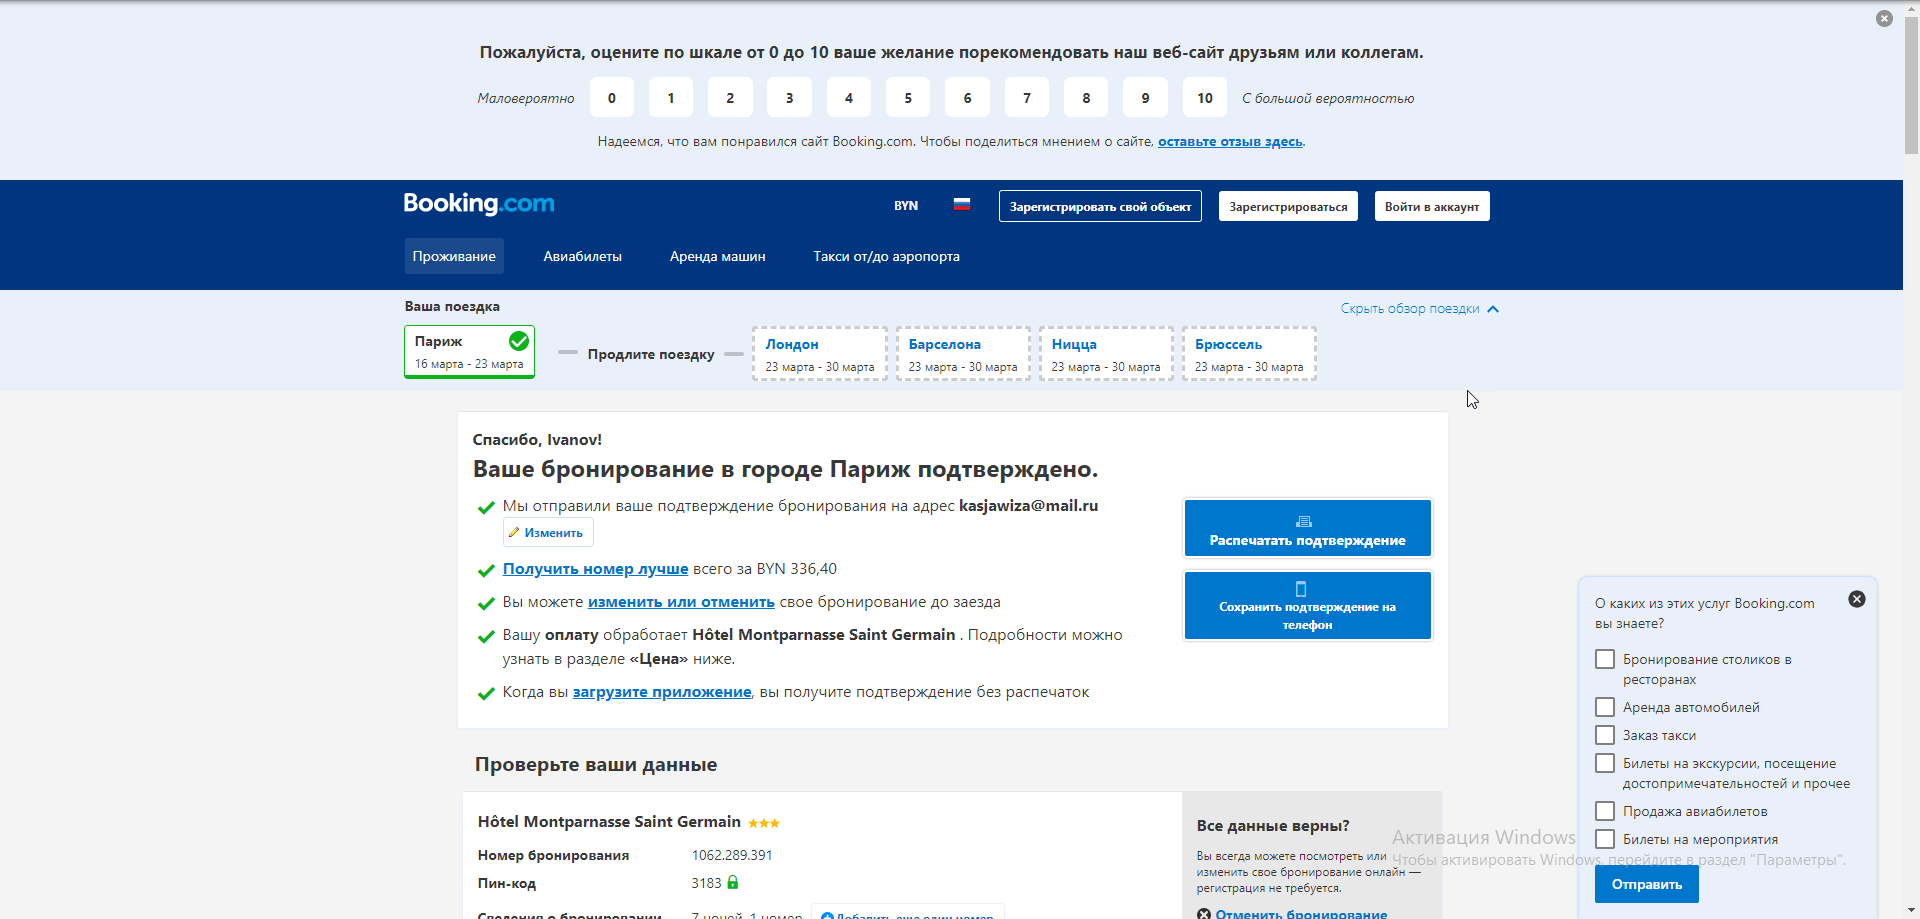 Пожалуйста, оцените по шкале от 0 до 10 ваше желание порекомендовать наш веб-сайт друзьям или коллегам.
Маловероятно 0 1 2 3 4 5 6 7 8 9 10 С большой вероятностью
Надеемся, что вам понравился сайт Booking.com. Чтобы поделиться мнением о сайте, оставьте отзыв здесь.
Booking.com BYN Зарегистрировать свой объект Зарегистрироваться Войти в аккаунт
Проживание Авиабилеты Аренда машин Такси от/до аэропорта
Ваша поездка Скрыть обзор поездки
Париж
16 марта - 23 марта
Продлите поездку
Лондон
23 марта - 30 марта
Барселона
23 марта - 30 марта
Ницца
23 марта - 30 марта
Брюссель
23 марта - 30 марта
Спасибо, Ivanov!
Ваше бронирование в городе Париж подтверждено.
Мы отправили ваше подтверждение бронирования на адрес kasjawiza@mail.ru
Изменить
Получить номер лучше всего за BYN 336,40
Вы можете изменить или отменить свое бронирование до заезда
Вашу оплату обработает Hôtel Montparnasse Saint Germain . Подробности можно
узнать в разделе «Цена» ниже.
Когда вы загрузите приложение, вы получите подтверждение без распечаток
Распечатать подтверждение
Сохранить подтверждение на
телефон
Проверьте ваши данные
Hôtel Montparnasse Saint Germain
Номер бронирования 1062.289.391
Пин-код 3183
Сведения о бронировании 7 ночей, 1 номер Добавить еще один номер
Все данные верны?
Вы всегда можете посмотреть или
изменить свое бронирование онлайн —
регистрация не требуется.
Отменить бронирование
О каких из этих услуг Booking.com
вы знаете?
Бронирование столиков в
ресторанах
Аренда автомобилей
Заказ такси
Билеты на экскурсии, посещение
достопримечательностей и прочее
Продажа авиабилетов
Билеты на мероприятия
Отправить
Активация Windows
Чтобы активировать Windows, перейдите в раздел "Параметры".